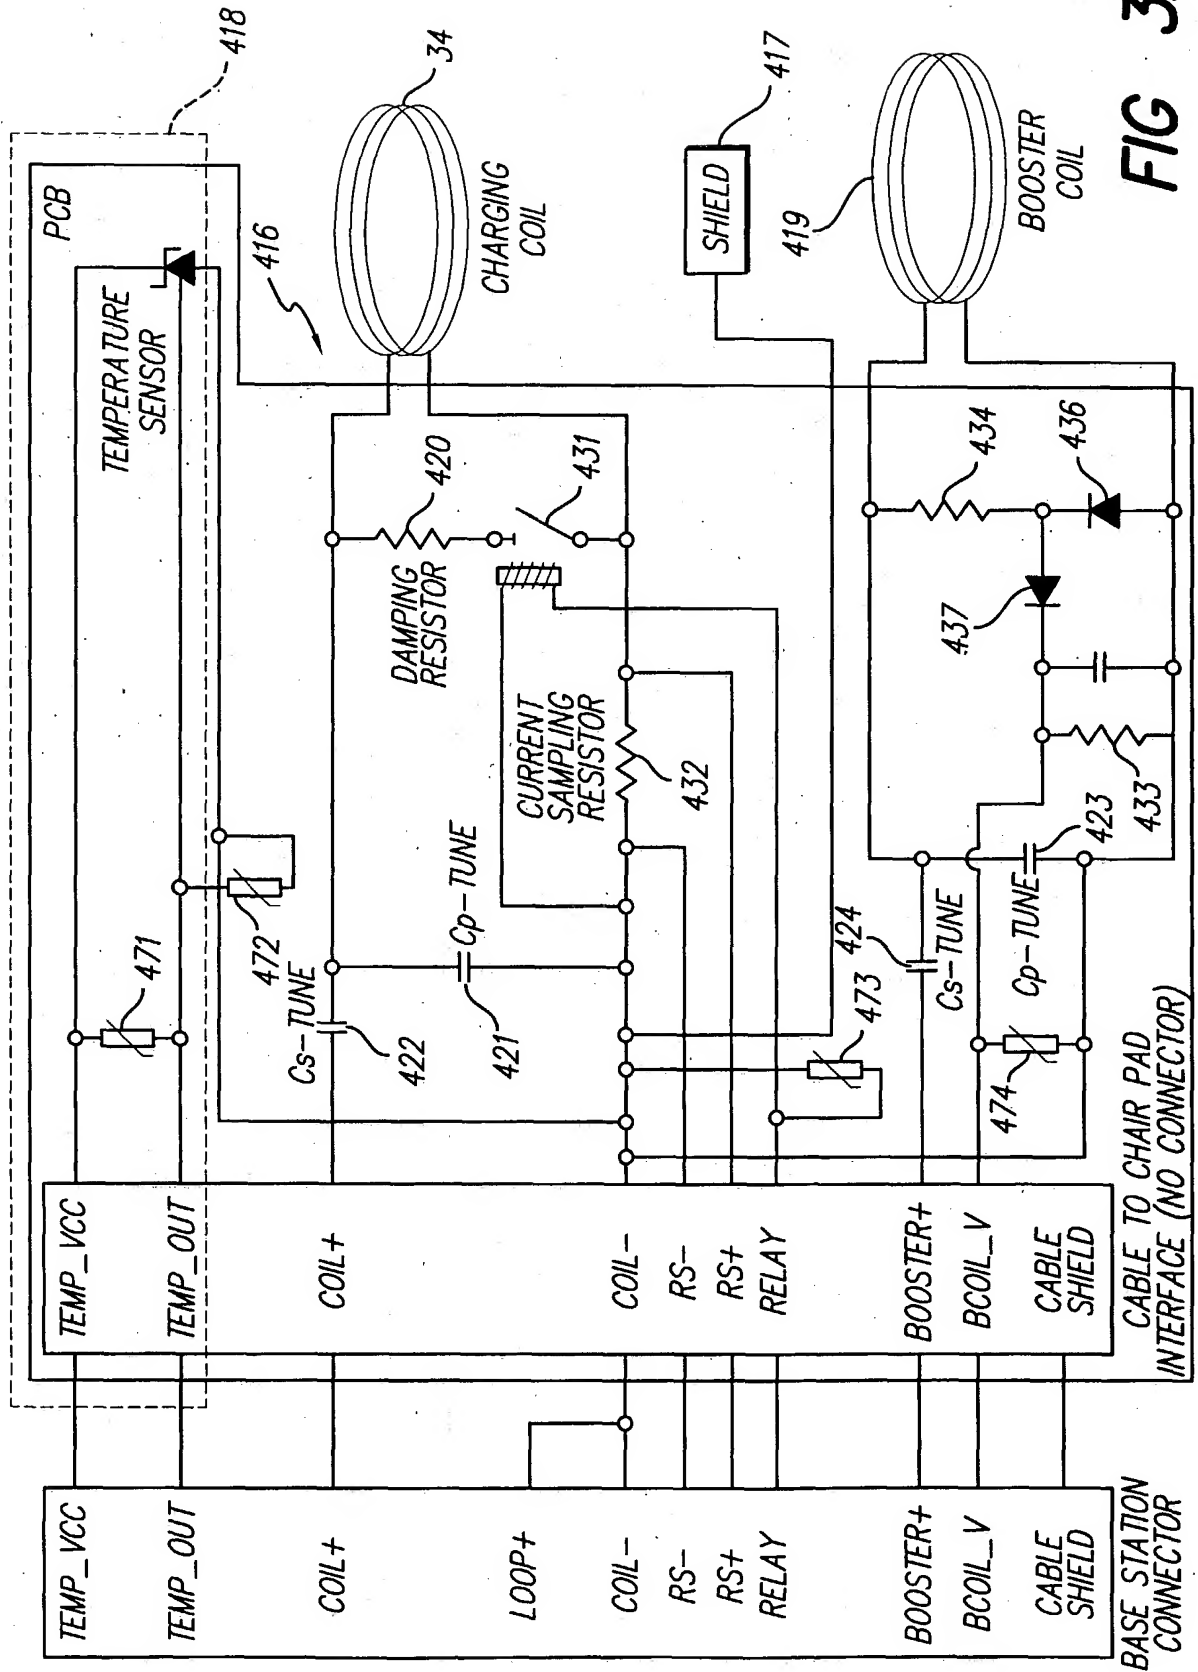 BASE STATION
CONNECTOR
TEMP_VCC
TEMP_OUT
COIL+
LOOP+
COIL-
RS-
RS+
RELAY
BOOSTER+
BCOIL_V
CABLE
SHIELD
CABLE TO CHAIR PAD
INTERFACE (NO CONNECTOR)
TEMP_VCC
TEMP_OUT
COIL+
COIL-
RS-
RS+
RELAY
BOOSTER+
BCOIL_V
CABLE
SHIELD
471
472
Cs-TUNE
422
421
Cp-TUNE
473
424
Cs-TUNE
474
Cp-TUNE
423
433
CURRENT
SAMPLING
RESISTOR
432
DAMPING
RESISTOR
420
431
437
434
436
TEMPERATURE
SENSOR
PCB
416
418
CHARGING
COIL
34
SHIELD
417
419
BOOSTER
COIL
FIG